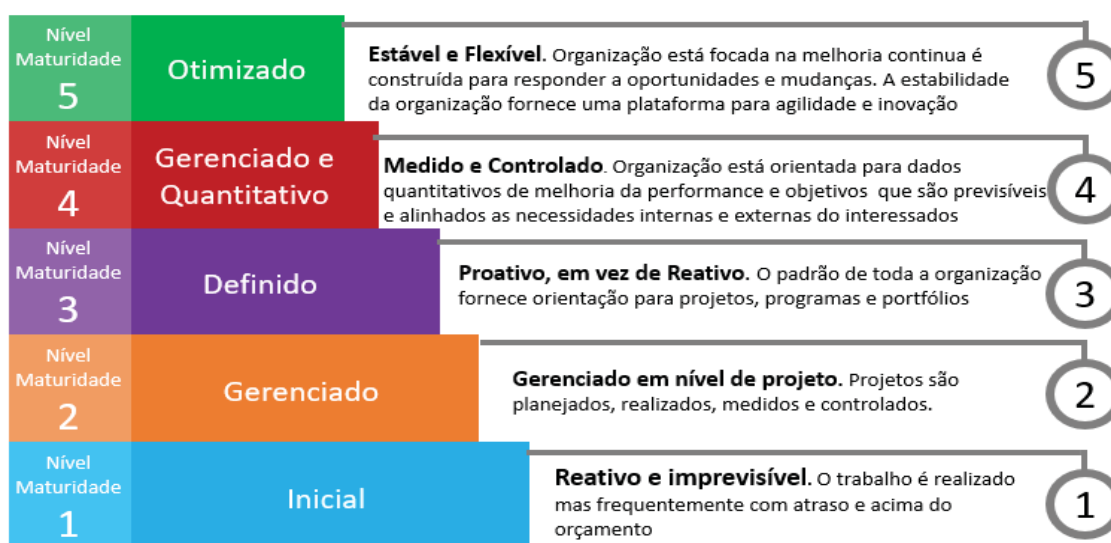 Nível
Maturidade
5
Otimizado
Estável e Flexível. Organização está focada na melhoria continua é
construída para responder a oportunidades e mudanças. A estabilidade
da organização fornece uma plataforma para agilidade e inovação
5
Nível
Maturidade
4
Gerenciado e
Quantitativo
Medido e Controlado. Organização está orientada para dados
quantitativos de melhoria da performance e objetivos que são previsíveis
e alinhados as necessidades internas e externas do interessados
4
Nível
Maturidade
3
Definido
Proativo, em vez de Reativo. O padrão de toda a organização
fornece orientação para projetos, programas e portfólios
3
Nível
Maturidade
2
Gerenciado
Gerenciado em nível de projeto. Projetos são
planejados, realizados, medidos e controlados.
2
Nível
Maturidade
1
Inicial
Reativo e imprevisível. O trabalho é realizado
mas frequentemente com atraso e acima do
orçamento
1